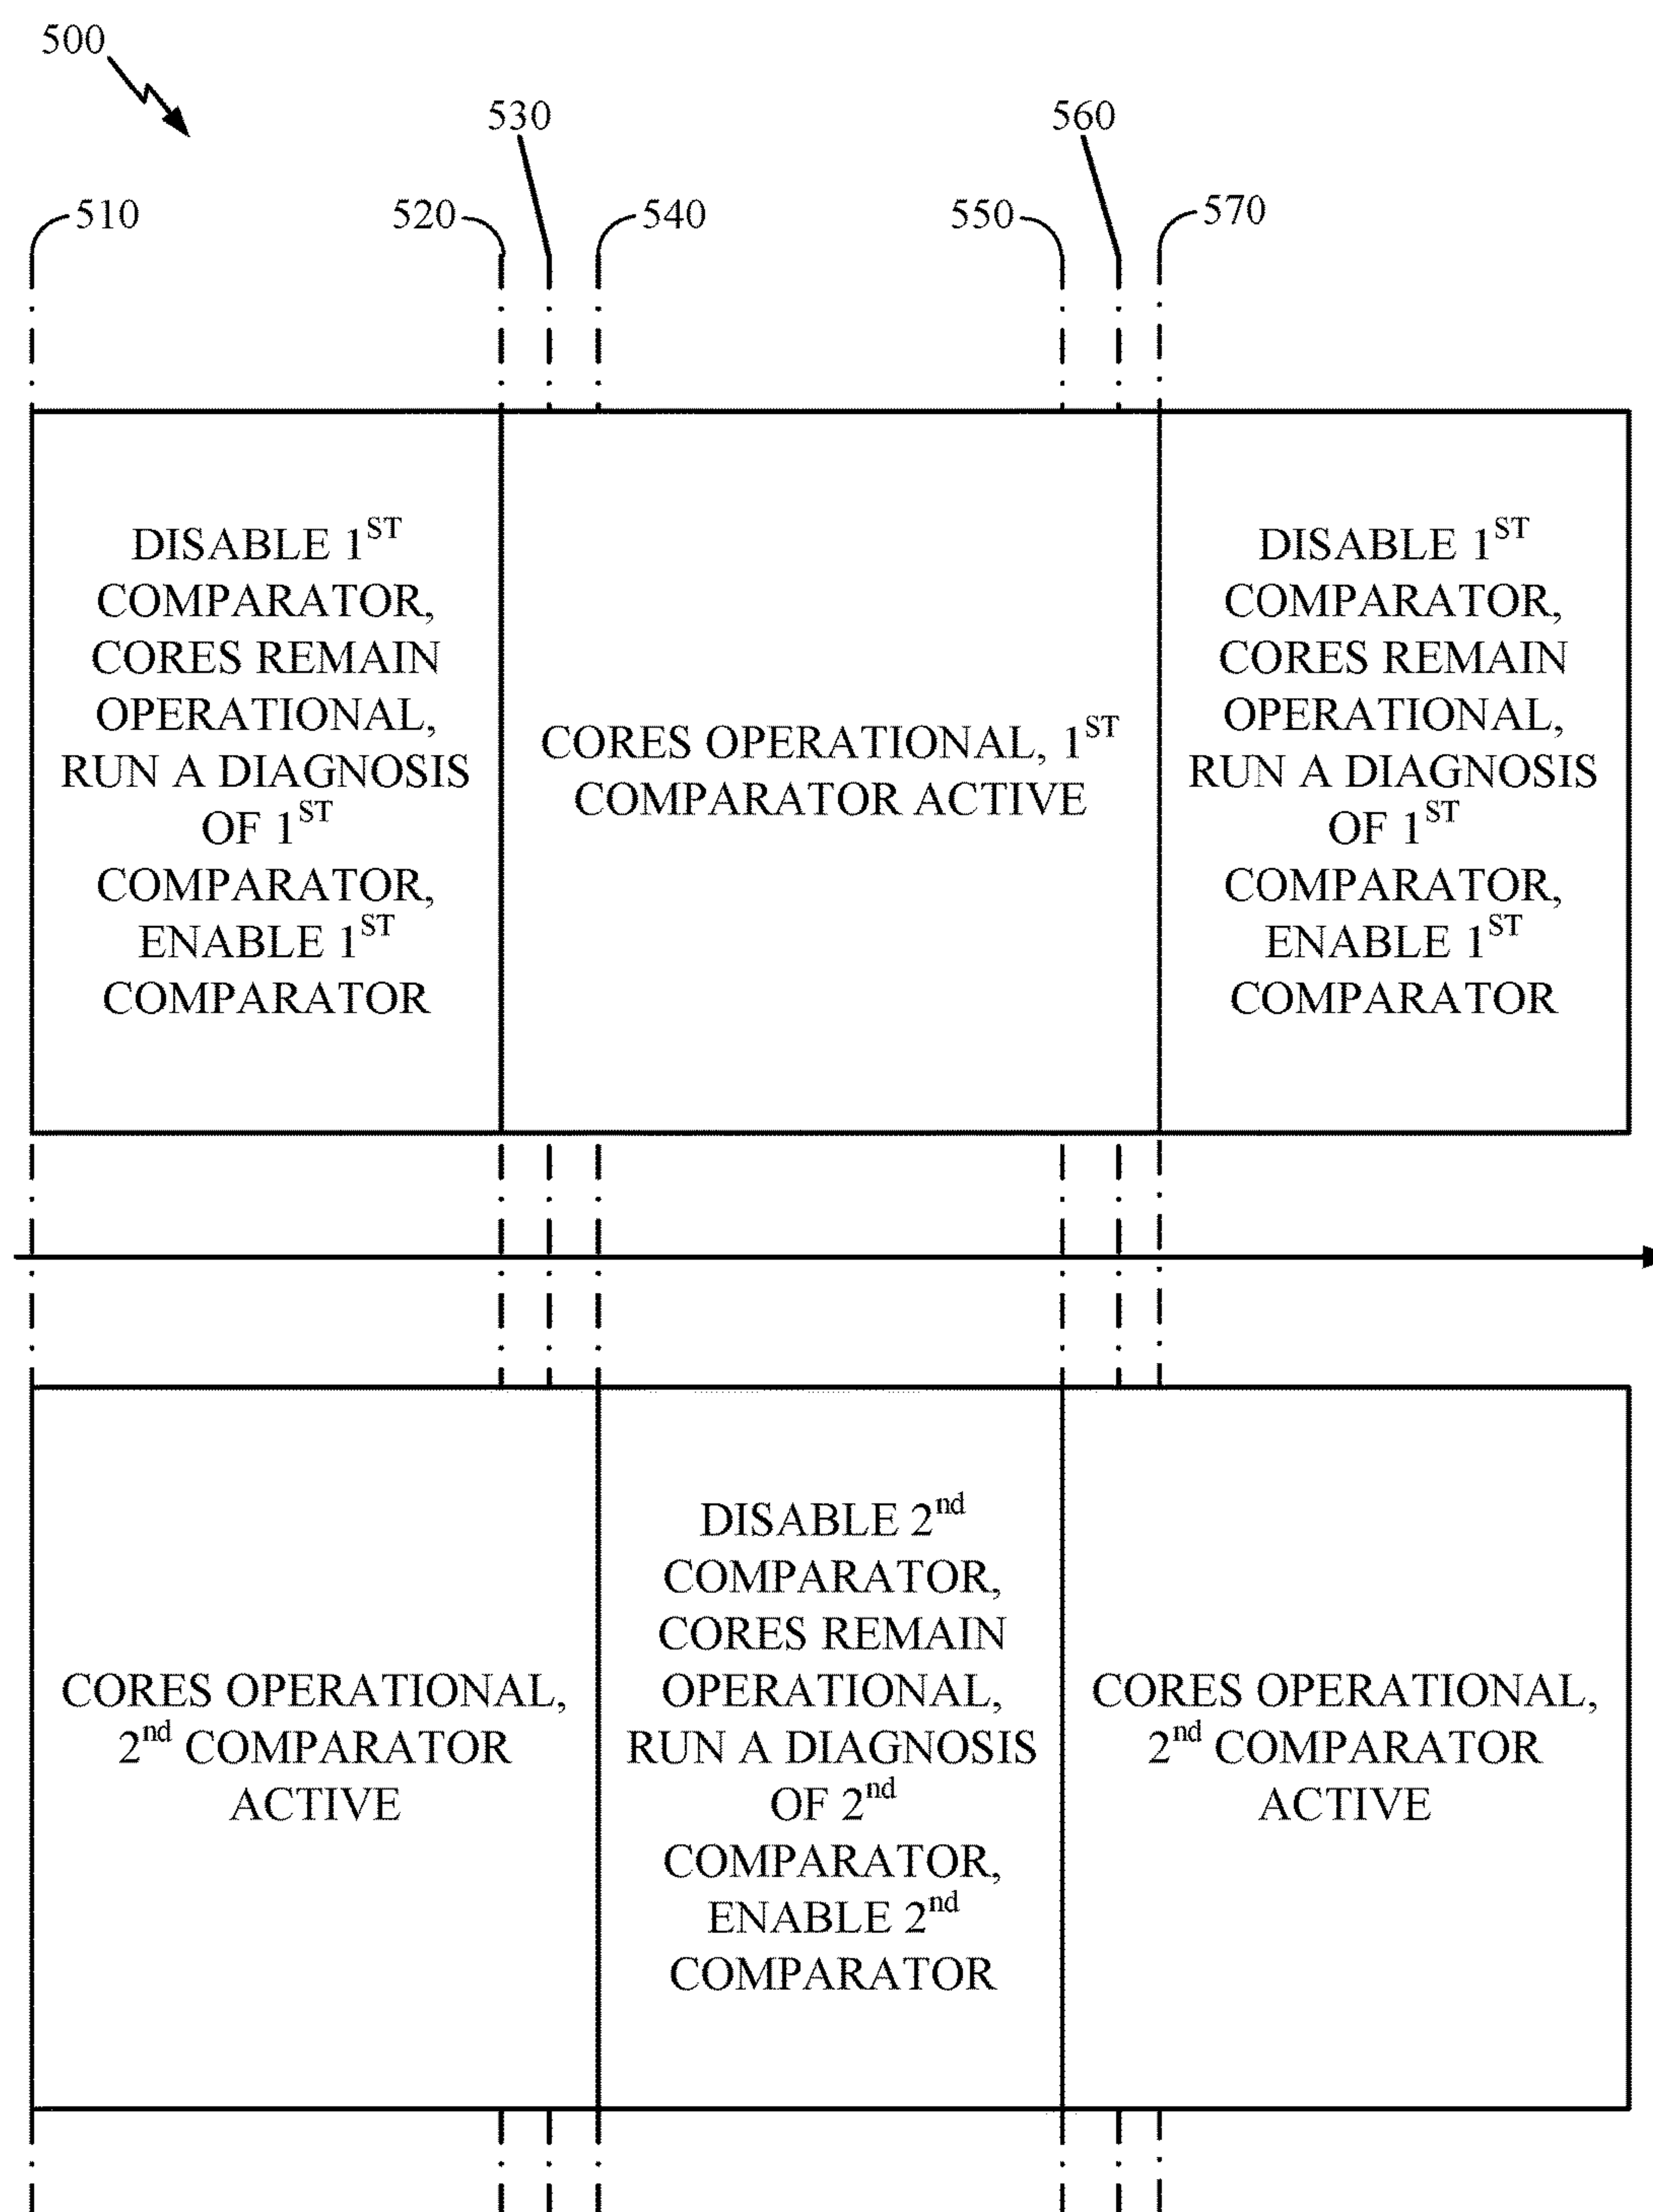 500
530
560
510
520
540
550
570
DISABLE 1ST
COMPARATOR,
CORES REMAIN
OPERATIONAL,
RUN A DIAGNOSIS
OF 1ST
COMPARATOR,
ENABLE 1ST
COMPARATOR
CORES OPERATIONAL, 1ST
COMPARATOR ACTIVE
DISABLE 1ST
COMPARATOR,
CORES REMAIN
OPERATIONAL,
RUN A DIAGNOSIS
OF 1ST
COMPARATOR,
ENABLE 1ST
COMPARATOR
CORES OPERATIONAL,
2nd COMPARATOR
ACTIVE
DISABLE 2nd
COMPARATOR,
CORES REMAIN
OPERATIONAL,
RUN A DIAGNOSIS
OF 2nd
COMPARATOR,
ENABLE 2nd
COMPARATOR
CORES OPERATIONAL,
2nd COMPARATOR
ACTIVE